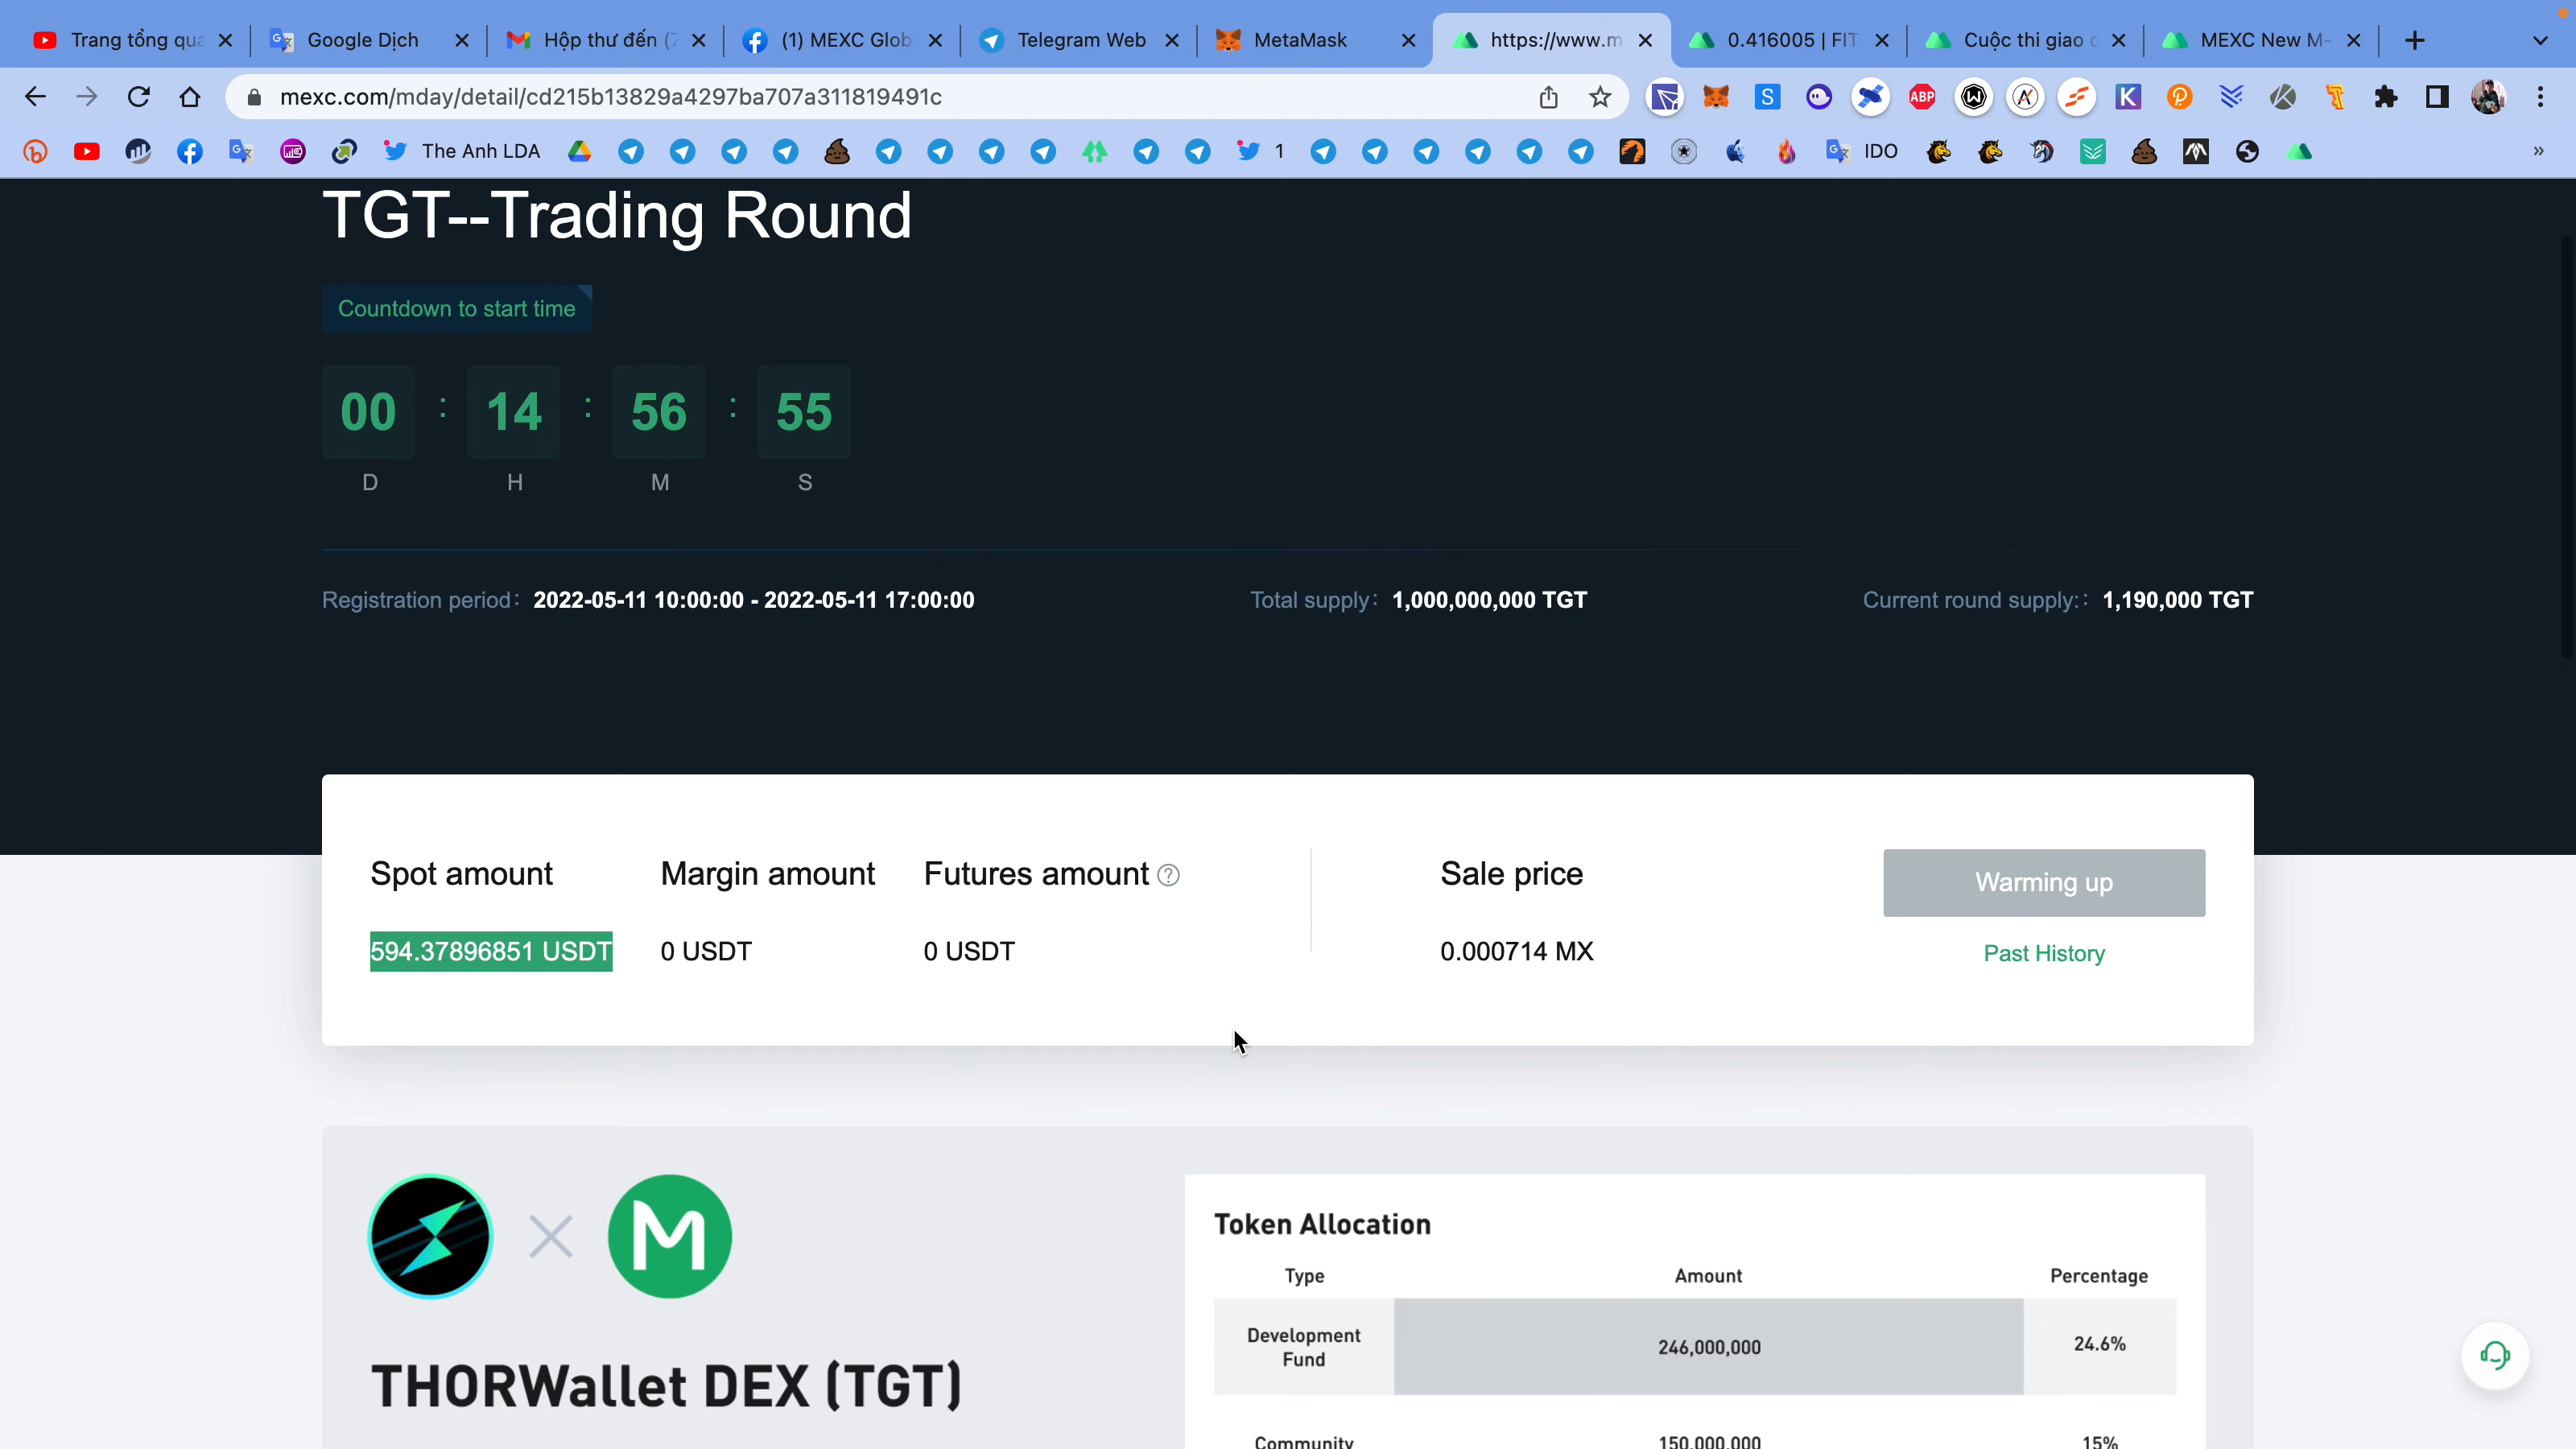 Trang tổng qua
Google Dịch
Hộp thư đến (7
(1) MEXC Glob
Telegram Web
MetaMask
https://www.m
0.416005 | FIT
Cuộc thi giao d
MEXC New M-
mexc.com/mday/detail/cd215b13829a4297ba707a311819491c
The Anh LDA
1
IDO
TGT--Trading Round
Countdown to start time
00 : 14 : 56 : 55
D H M S
Registration period: 2022-05-11 10:00:00 - 2022-05-11 17:00:00
Total supply: 1,000,000,000 TGT
Current round supply:: 1,190,000 TGT
Spot amount Margin amount Futures amount ? Sale price
Warming up
594.37896851 USDT 0 USDT 0 USDT 0.000714 MX
Past History
THORWallet DEX (TGT)
Token Allocation
Type Amount Percentage
Development
Fund
246,000,000
24.6%
Community 150,000,000 15%